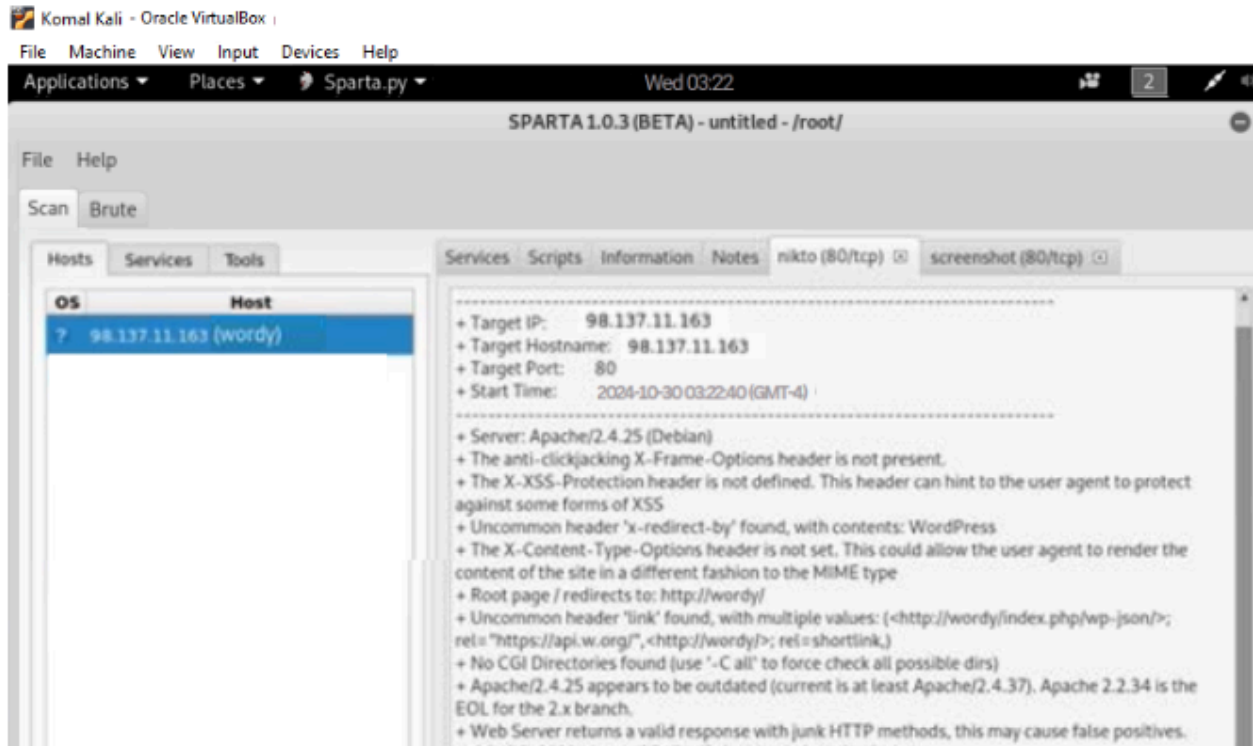 Komal Kali - Oracle VirtualBox
File Machine View Input Devices Help
Applications Places Sparta.py Wed 03:22 2
SPARTA 1.0.3 (BETA) - untitled - /root/
File Help
Scan Brute
Hosts Services Tools Services Scripts Information Notes nikto (80/tcp) screenshot (80/tcp)
OS Host
? 98.137.11.163 (wordy)
+ Target IP: 98.137.11.163
+ Target Hostname: 98.137.11.163
+ Target Port: 80
+ Start Time: 2024-10-30 03:22:40 (GMT-4)
+ Server: Apache/2.4.25 (Debian)
+ The anti-clickjacking X-Frame-Options header is not present.
+ The X-XSS-Protection header is not defined. This header can hint to the user agent to protect
against some forms of XSS
+ Uncommon header 'x-redirect-by' found, with contents: WordPress
+ The X-Content-Type-Options header is not set. This could allow the user agent to render the
content of the site in a different fashion to the MIME type
+ Root page / redirects to: http://wordy/
+ Uncommon header 'link' found, with multiple values: (<http://wordy/index.php/wp-json/>;
rel="https://api.w.org/",<http://wordy/>; rel=shortlink,)
+ No CGI Directories found (use '-C all' to force check all possible dirs)
+ Apache/2.4.25 appears to be outdated (current is at least Apache/2.4.37). Apache 2.2.34 is the
EOL for the 2.x branch.
+ Web Server returns a valid response with junk HTTP methods, this may cause false positives.